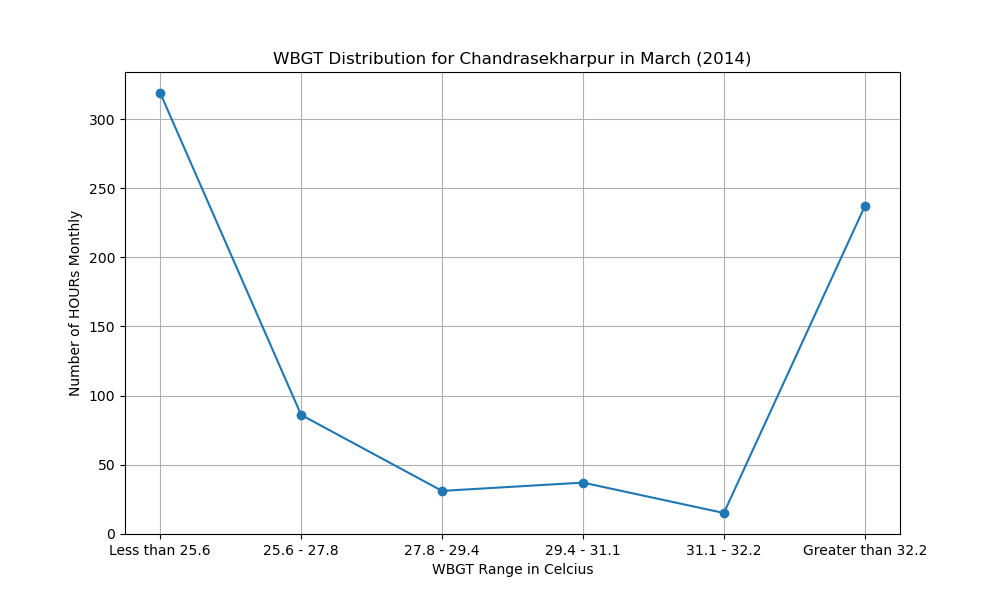 WBGT Distribution for Chandrasekharpur in March (2014)
Number of HOURs Monthly
300
250
200
150
100
50
0
Less than 25.6
25.6 - 27.8
27.8 - 29.4
29.4 - 31.1
31.1 - 32.2
Greater than 32.2
WBGT Range in Celcius